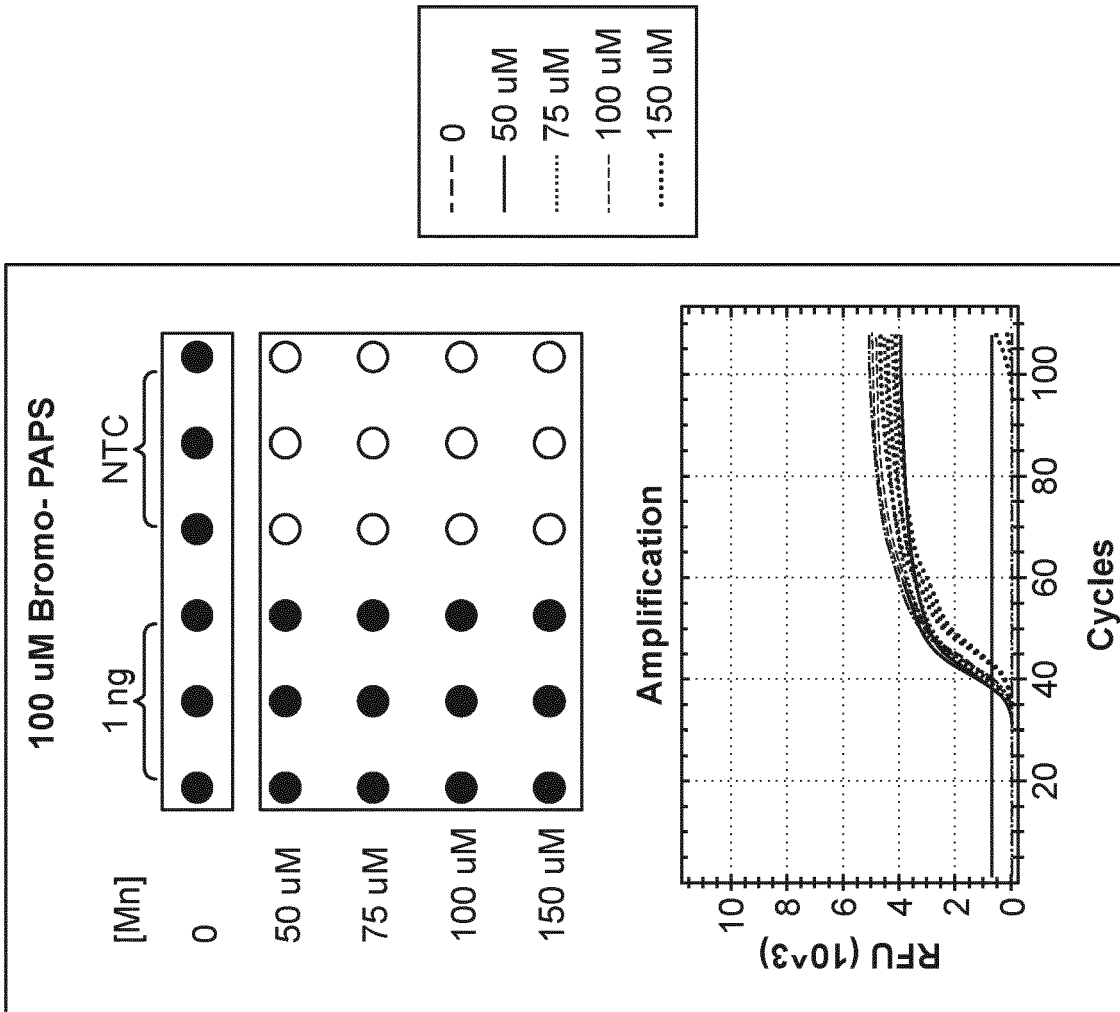 100 uM Bromo- PAPS
[Mn]
1 ng
NTC
0
50 uM
75 uM
100 uM
150 uM
Amplification
RFU (10^3)
10
8
6
4
2
0
20
40
60
80
100
Cycles
0
50 uM
75 uM
100 uM
150 uM